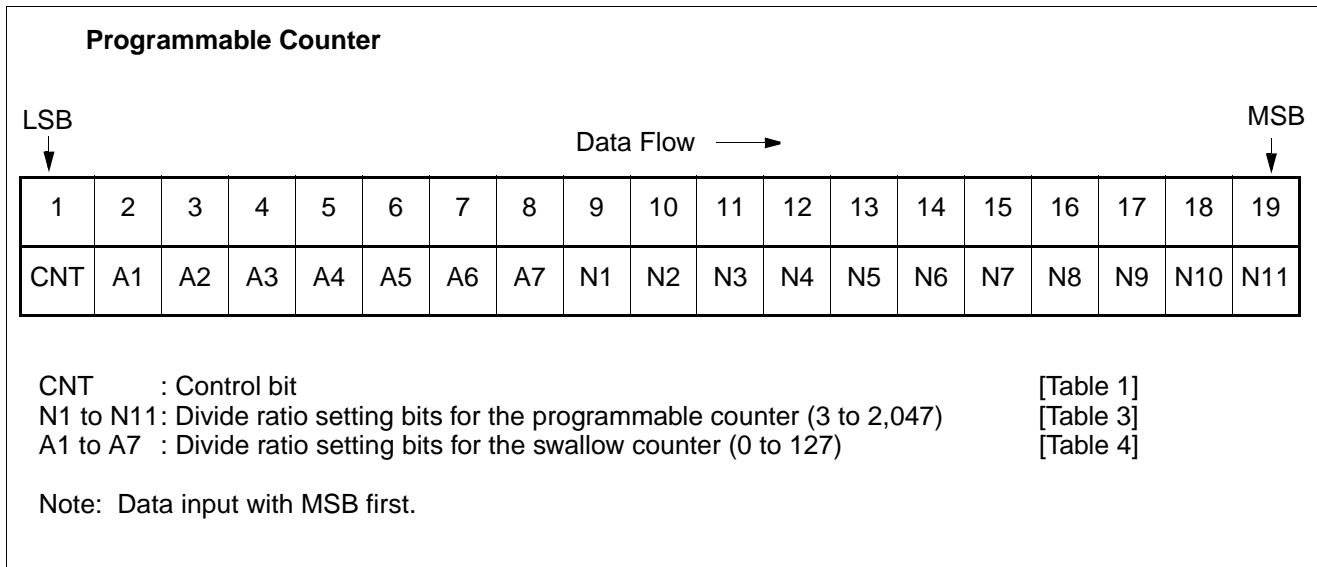 Programmable Counter
LSB MSB
Data Flow
1 2 3 4 5 6 7 8 9 10 11 12 13 14 15 16 17 18 19
CNT A1 A2 A3 A4 A5 A6 A7 N1 N2 N3 N4 N5 N6 N7 N8 N9 N10 N11
CNT : Control bit [Table 1]
N1 to N11 : Divide ratio setting bits for the programmable counter (3 to 2,047) [Table 3]
A1 to A7 : Divide ratio setting bits for the swallow counter (0 to 127) [Table 4]
Note: Data input with MSB first.